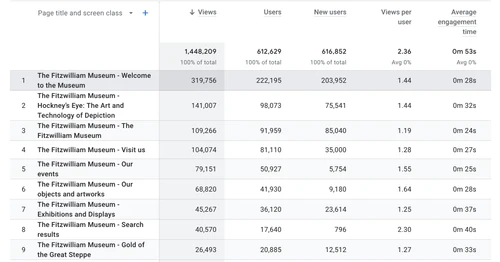 Page title and screen class ▾ + ↓ Views Users New users Views per user Average engagement time
1,448,209 612,629 616,852 2.36 0m 53s
100% of total 100% of total 100% of total Avg 0% Avg 0%
1 The Fitzwilliam Museum - Welcome to the Museum 319,756 222,195 203,952 1.44 0m 28s
2 The Fitzwilliam Museum - Hockney's Eye: The Art and Technology of Depiction 141,007 98,073 75,541 1.44 0m 32s
3 The Fitzwilliam Museum - The Fitzwilliam Museum 109,266 91,959 85,040 1.19 0m 24s
4 The Fitzwilliam Museum - Visit us 104,074 81,110 35,000 1.28 0m 27s
5 The Fitzwilliam Museum - Our events 79,151 50,927 5,754 1.55 0m 25s
6 The Fitzwilliam Museum - Our objects and artworks 68,820 41,930 9,180 1.64 0m 28s
7 The Fitzwilliam Museum - Exhibitions and Displays 45,267 36,120 23,614 1.25 0m 37s
8 The Fitzwilliam Museum - Search results 40,570 17,640 796 2.30 0m 40s
9 The Fitzwilliam Museum - Gold of the Great Steppe 26,493 20,885 12,512 1.27 0m 33s